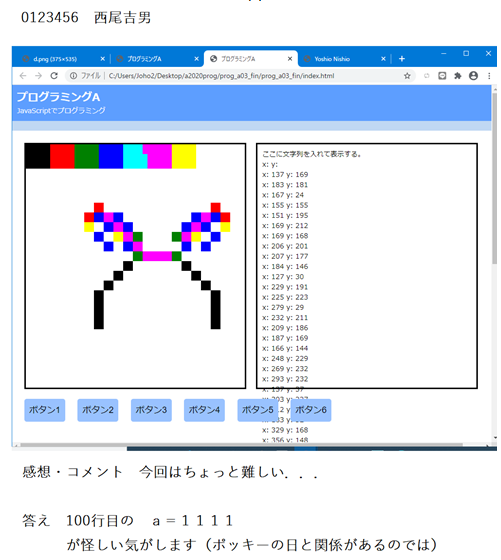 0123456　西尾吉男
d.png (375×535)
プログラミングA
プログラミングA
Yoshio Nishio
ファイル | C:/Users/Joho2/Desktop/a2020prog/prog_a03_fin/prog_a03_fin/index.html
プログラミングA
JavaScriptでプログラミング
ここに文字列を入れて表示する。
x: y:
x: 137 y: 169
x: 183 y: 181
x: 167 y: 24
x: 155 y: 155
x: 151 y: 195
x: 169 y: 212
x: 169 y: 168
x: 206 y: 201
x: 207 y: 177
x: 184 y: 146
x: 127 y: 30
x: 229 y: 191
x: 225 y: 223
x: 279 y: 29
x: 232 y: 211
x: 209 y: 186
x: 187 y: 169
x: 166 y: 144
x: 248 y: 229
x: 269 y: 232
x: 293 y: 232
x: 329 y: 168
x: 356 y: 148
ボタン1
ボタン2
ボタン3
ボタン4
ボタン5
ボタン6
感想・コメント　今回はちょっと難しい．．．
答え　100行目の　ａ＝１１１１
が怪しい気がします（ポッキーの日と関係があるのでは）